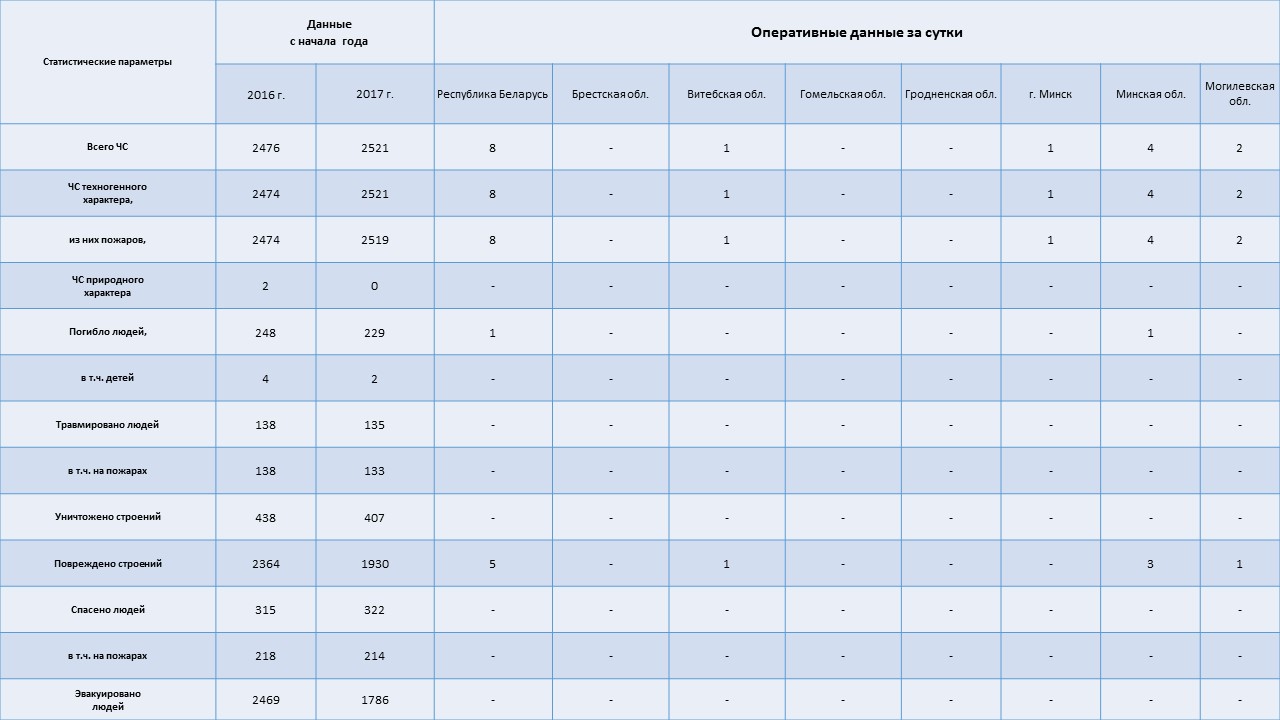 Статистические параметры
Данные
с начала года
Оперативные данные за сутки
2016 г.
2017 г.
Республика Беларусь
Брестская обл.
Витебская обл.
Гомельская обл.
Гродненская обл.
г. Минск
Минская обл.
Могилевская
обл.
Всего ЧС 2476 2521 8 - 1 - - 1 4 2
ЧС техногенного
характера, 2474 2521 8 - 1 - - 1 4 2
из них пожаров, 2474 2519 8 - 1 - - 1 4 2
ЧС природного
характера 2 0 - - - - - - - -
Погибло людей, 248 229 1 - - - - - 1 -
в т.ч. детей 4 2 - - - - - - - -
Травмировано людей 138 135 - - - - - - - -
в т.ч. на пожарах 138 133 - - - - - - - -
Уничтожено строений 438 407 - - - - - - - -
Повреждено строений 2364 1930 5 - 1 - - - 3 1
Спасено людей 315 322 - - - - - - - -
в т.ч. на пожарах 218 214 - - - - - - - -
Эвакуировано
людей 2469 1786 - - - - - - - -